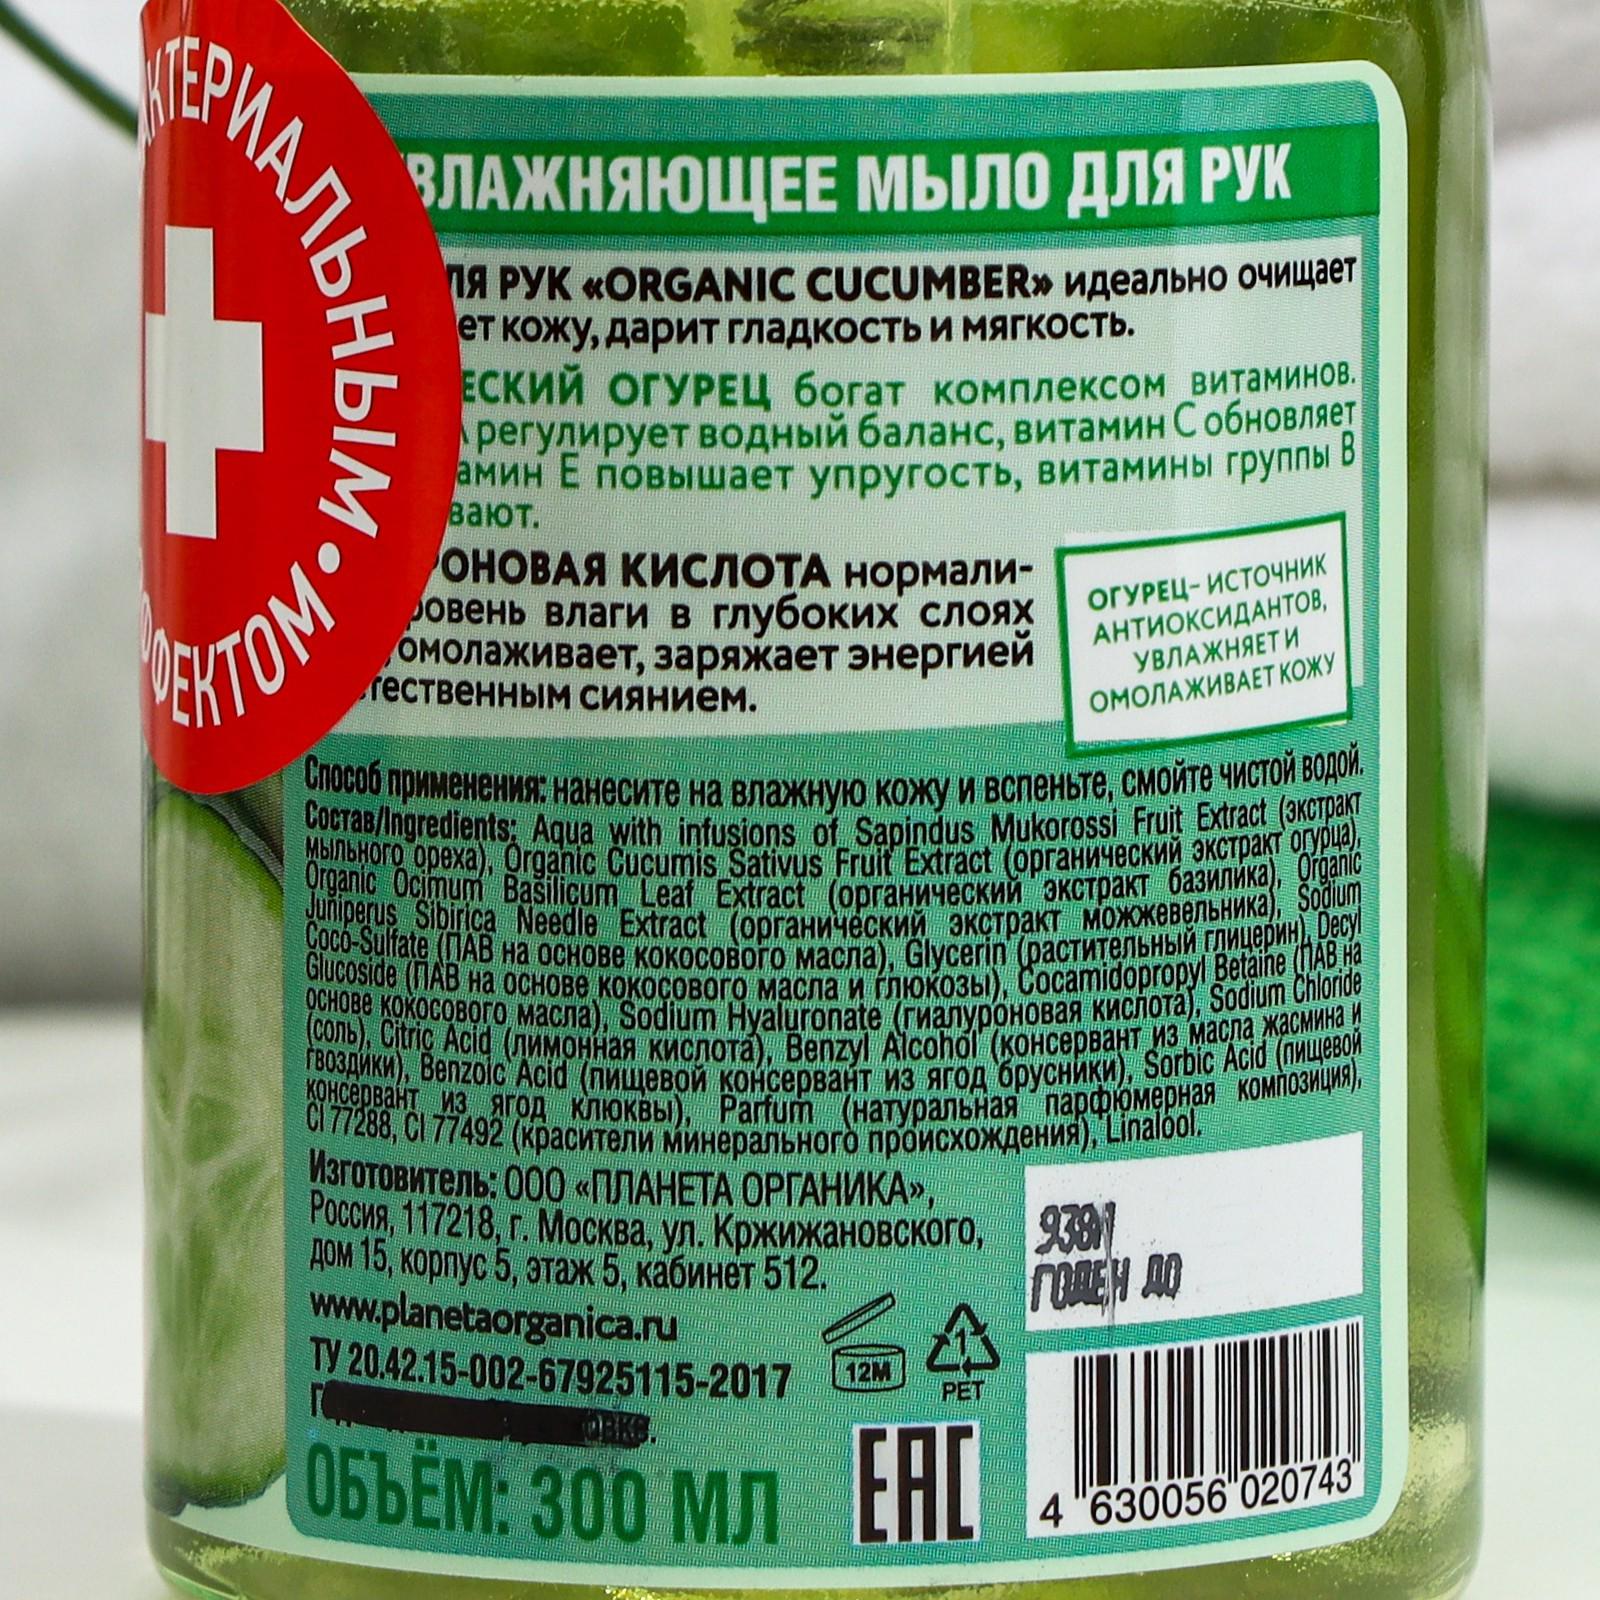 АКТЕРИАЛЬНЫМ •
ФЕКТОМ
ВЛАЖНЯЮЩЕЕ МЫЛО ДЛЯ РУК
ЛЯ РУК «ORGANIC CUCUMBER» идеально очищает
ет кожу, дарит гладкость и мягкость.
ЕСКИЙ ОГУРЕЦ богат комплексом витаминов.
регулирует водный баланс, витамин С обновляет
амин Е повышает упругость, витамины группы В
вают.
РОНОВАЯ КИСЛОТА нормали-
ровень влаги в глубоких слоях
омолаживает, заряжает энергией
тественным сиянием.
ОГУРЕЦ- ИСТОЧНИК
АНТИОКСИДАНТОВ,
УВЛАЖНЯЕТ И
ОМОЛАЖИВАЕТ КОЖУ
Способ применения: нанесите на влажную кожу и вспеньте, смойте чистой водой.
Состав/Ingredients: Aqua with infusions of Sapindus Mukorossi Fruit Extract (экстракт
мыльного ореха), Organic Cucumis Sativus Fruit Extract (органический экстракт огурца),
Organic Ocimum Basilicum Leaf Extract (органический экстракт базилика), Organic
Juniperus Sibirica Needle Extract (органический экстракт можжевельника), Sodium
Coco-Sulfate (ПАВ на основе кокосового масла), Glycerin (растительный глицерин), Decyl
Glucoside (ПАВ на основе кокосового масла и глюкозы), Cocamidopropyl Betaine (ПАВ на
основе кокосового масла), Sodium Hyaluronate (гиалуроновая кислота), Sodium Chloride
(соль), Citric Acid (лимонная кислота), Benzyl Alcohol (консервант из масла жасмина и
гвоздики), Benzoic Acid (пищевой консервант из ягод брусники), Sorbic Acid (пищевой
консервант из ягод клюквы), Parfum (натуральная парфюмерная композиция),
CI 77288, CI 77492 (красители минерального происхождения), Linalool.
Изготовитель: ООО «ПЛАНЕТА ОРГАНИКА»,
Россия, 117218, г. Москва, ул. Кржижановского,
дом 15, корпус 5, этаж 5, кабинет 512.
www.planetaorganica.ru
ТУ 20.42.15-002-67925115-2017
ОБЪЁМ: 300 МЛ
12M
1
PET
EAC
ГОДЕН ДО
4 630056 020743